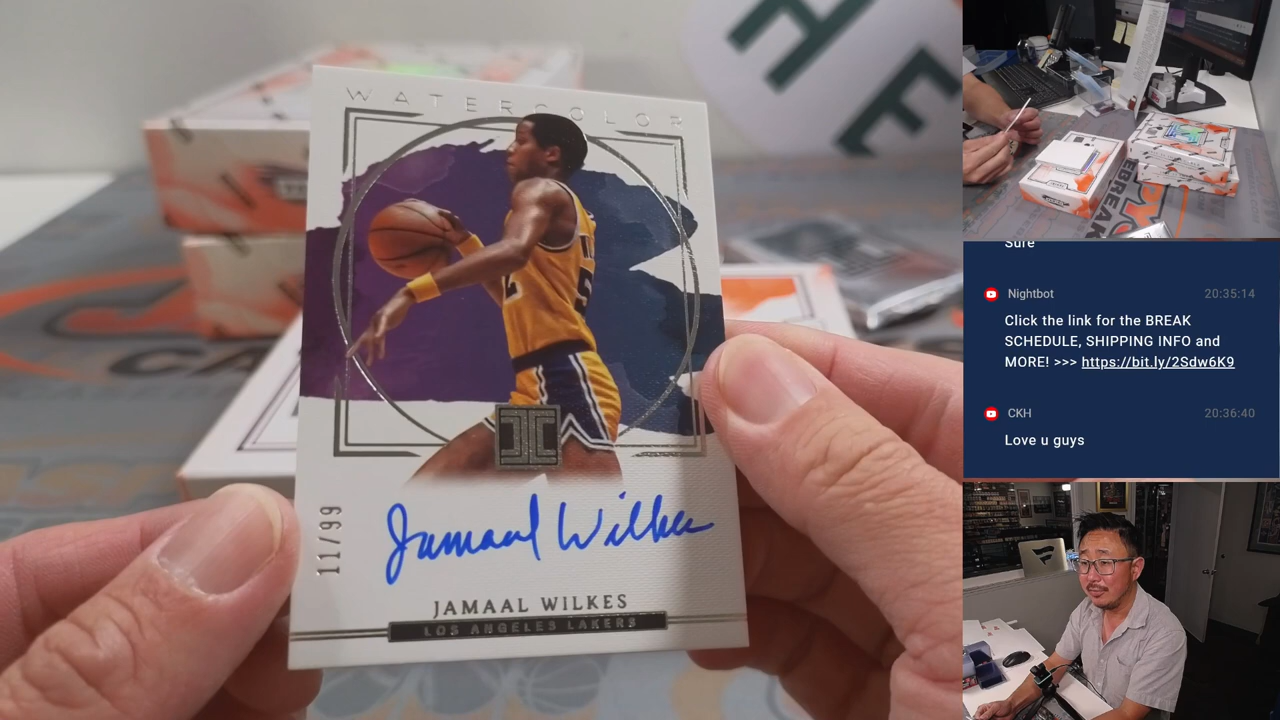 WATERCOLOR
11/99
Jamaal Wilkes
JAMAAL WILKES
LOS ANGELES LAKERS
HE
Sure
Nightbot 20:35:14
Click the link for the BREAK
SCHEDULE, SHIPPING INFO and
MORE! >>> https://bit.ly/2Sdw6K9
CKH 20:36:40
Love u guys